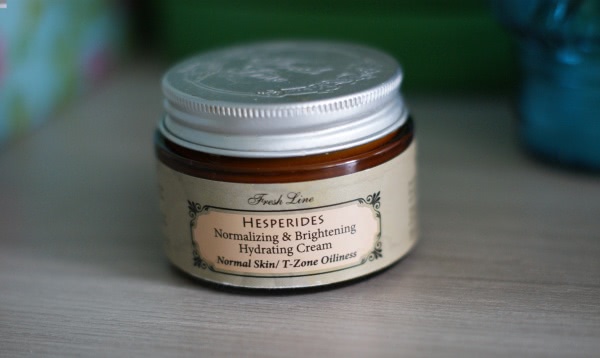 Fresh Line
HESPERIDES
Normalizing & Brightening
Hydrating Cream
Normal Skin/ T-Zone Oiliness